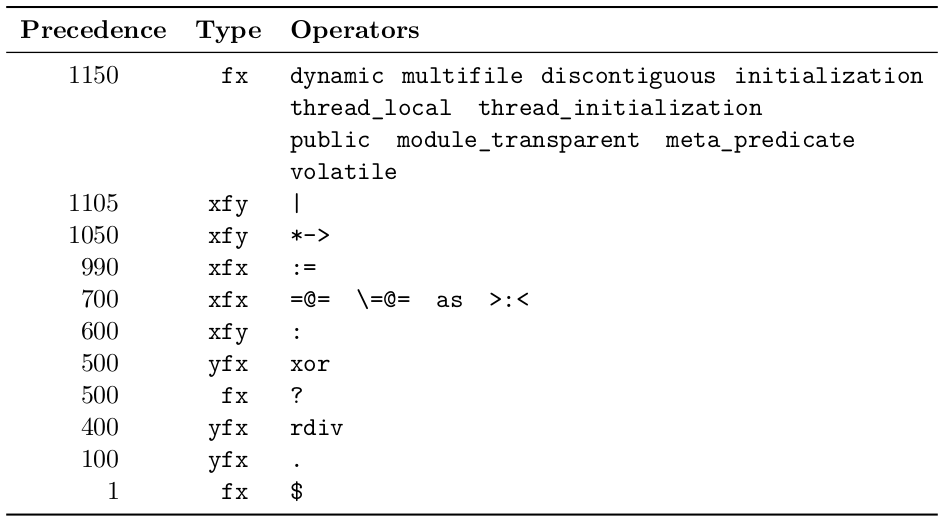 Precedence Type Operators
1150 fx dynamic multifile discontiguous initialization
thread_local thread_initialization
public module_transparent meta_predicate
volatile
1105 xfy |
1050 xfy *->
990 xfx :=
700 xfx =@= \=@= as >:<
600 xfy :
500 yfx xor
500 fx ?
400 yfx rdiv
100 yfx .
1 fx $